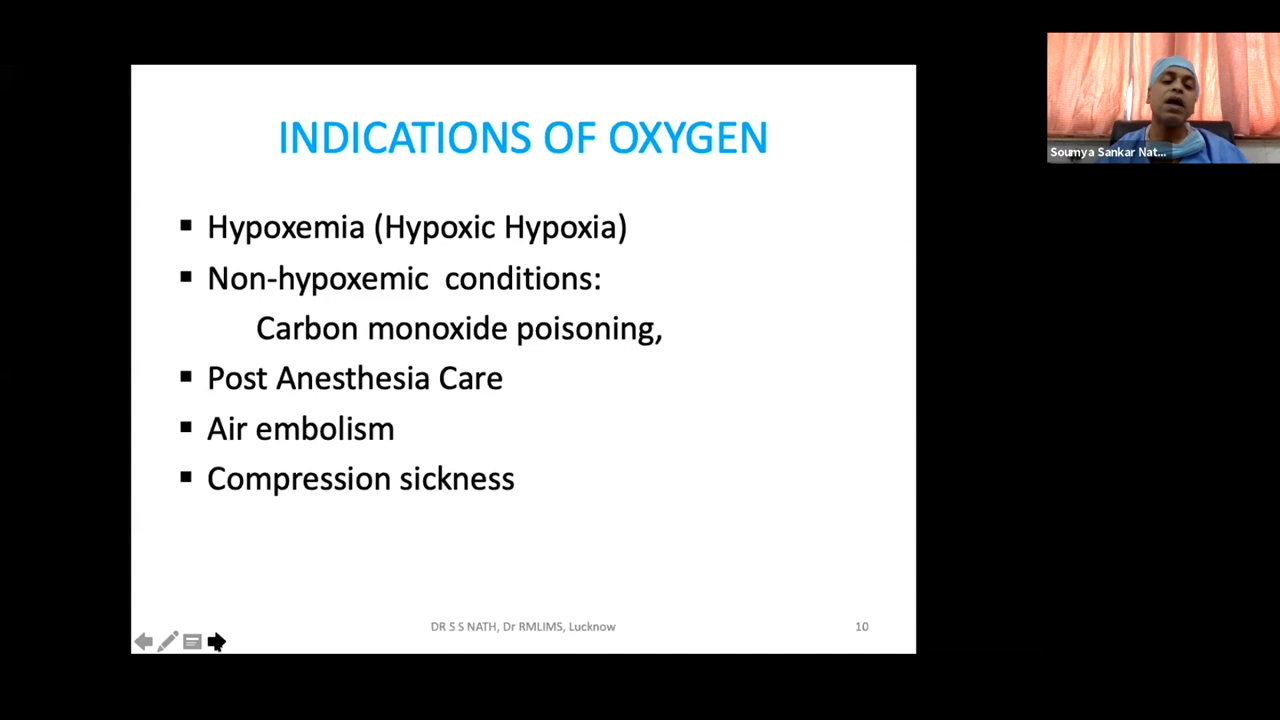 INDICATIONS OF OXYGEN
▪ Hypoxemia (Hypoxic Hypoxia)
▪ Non-hypoxemic conditions:
Carbon monoxide poisoning,
▪ Post Anesthesia Care
▪ Air embolism
▪ Compression sickness
DR S S NATH, Dr RMLIMS, Lucknow
10
Soumya Sankar Nat...